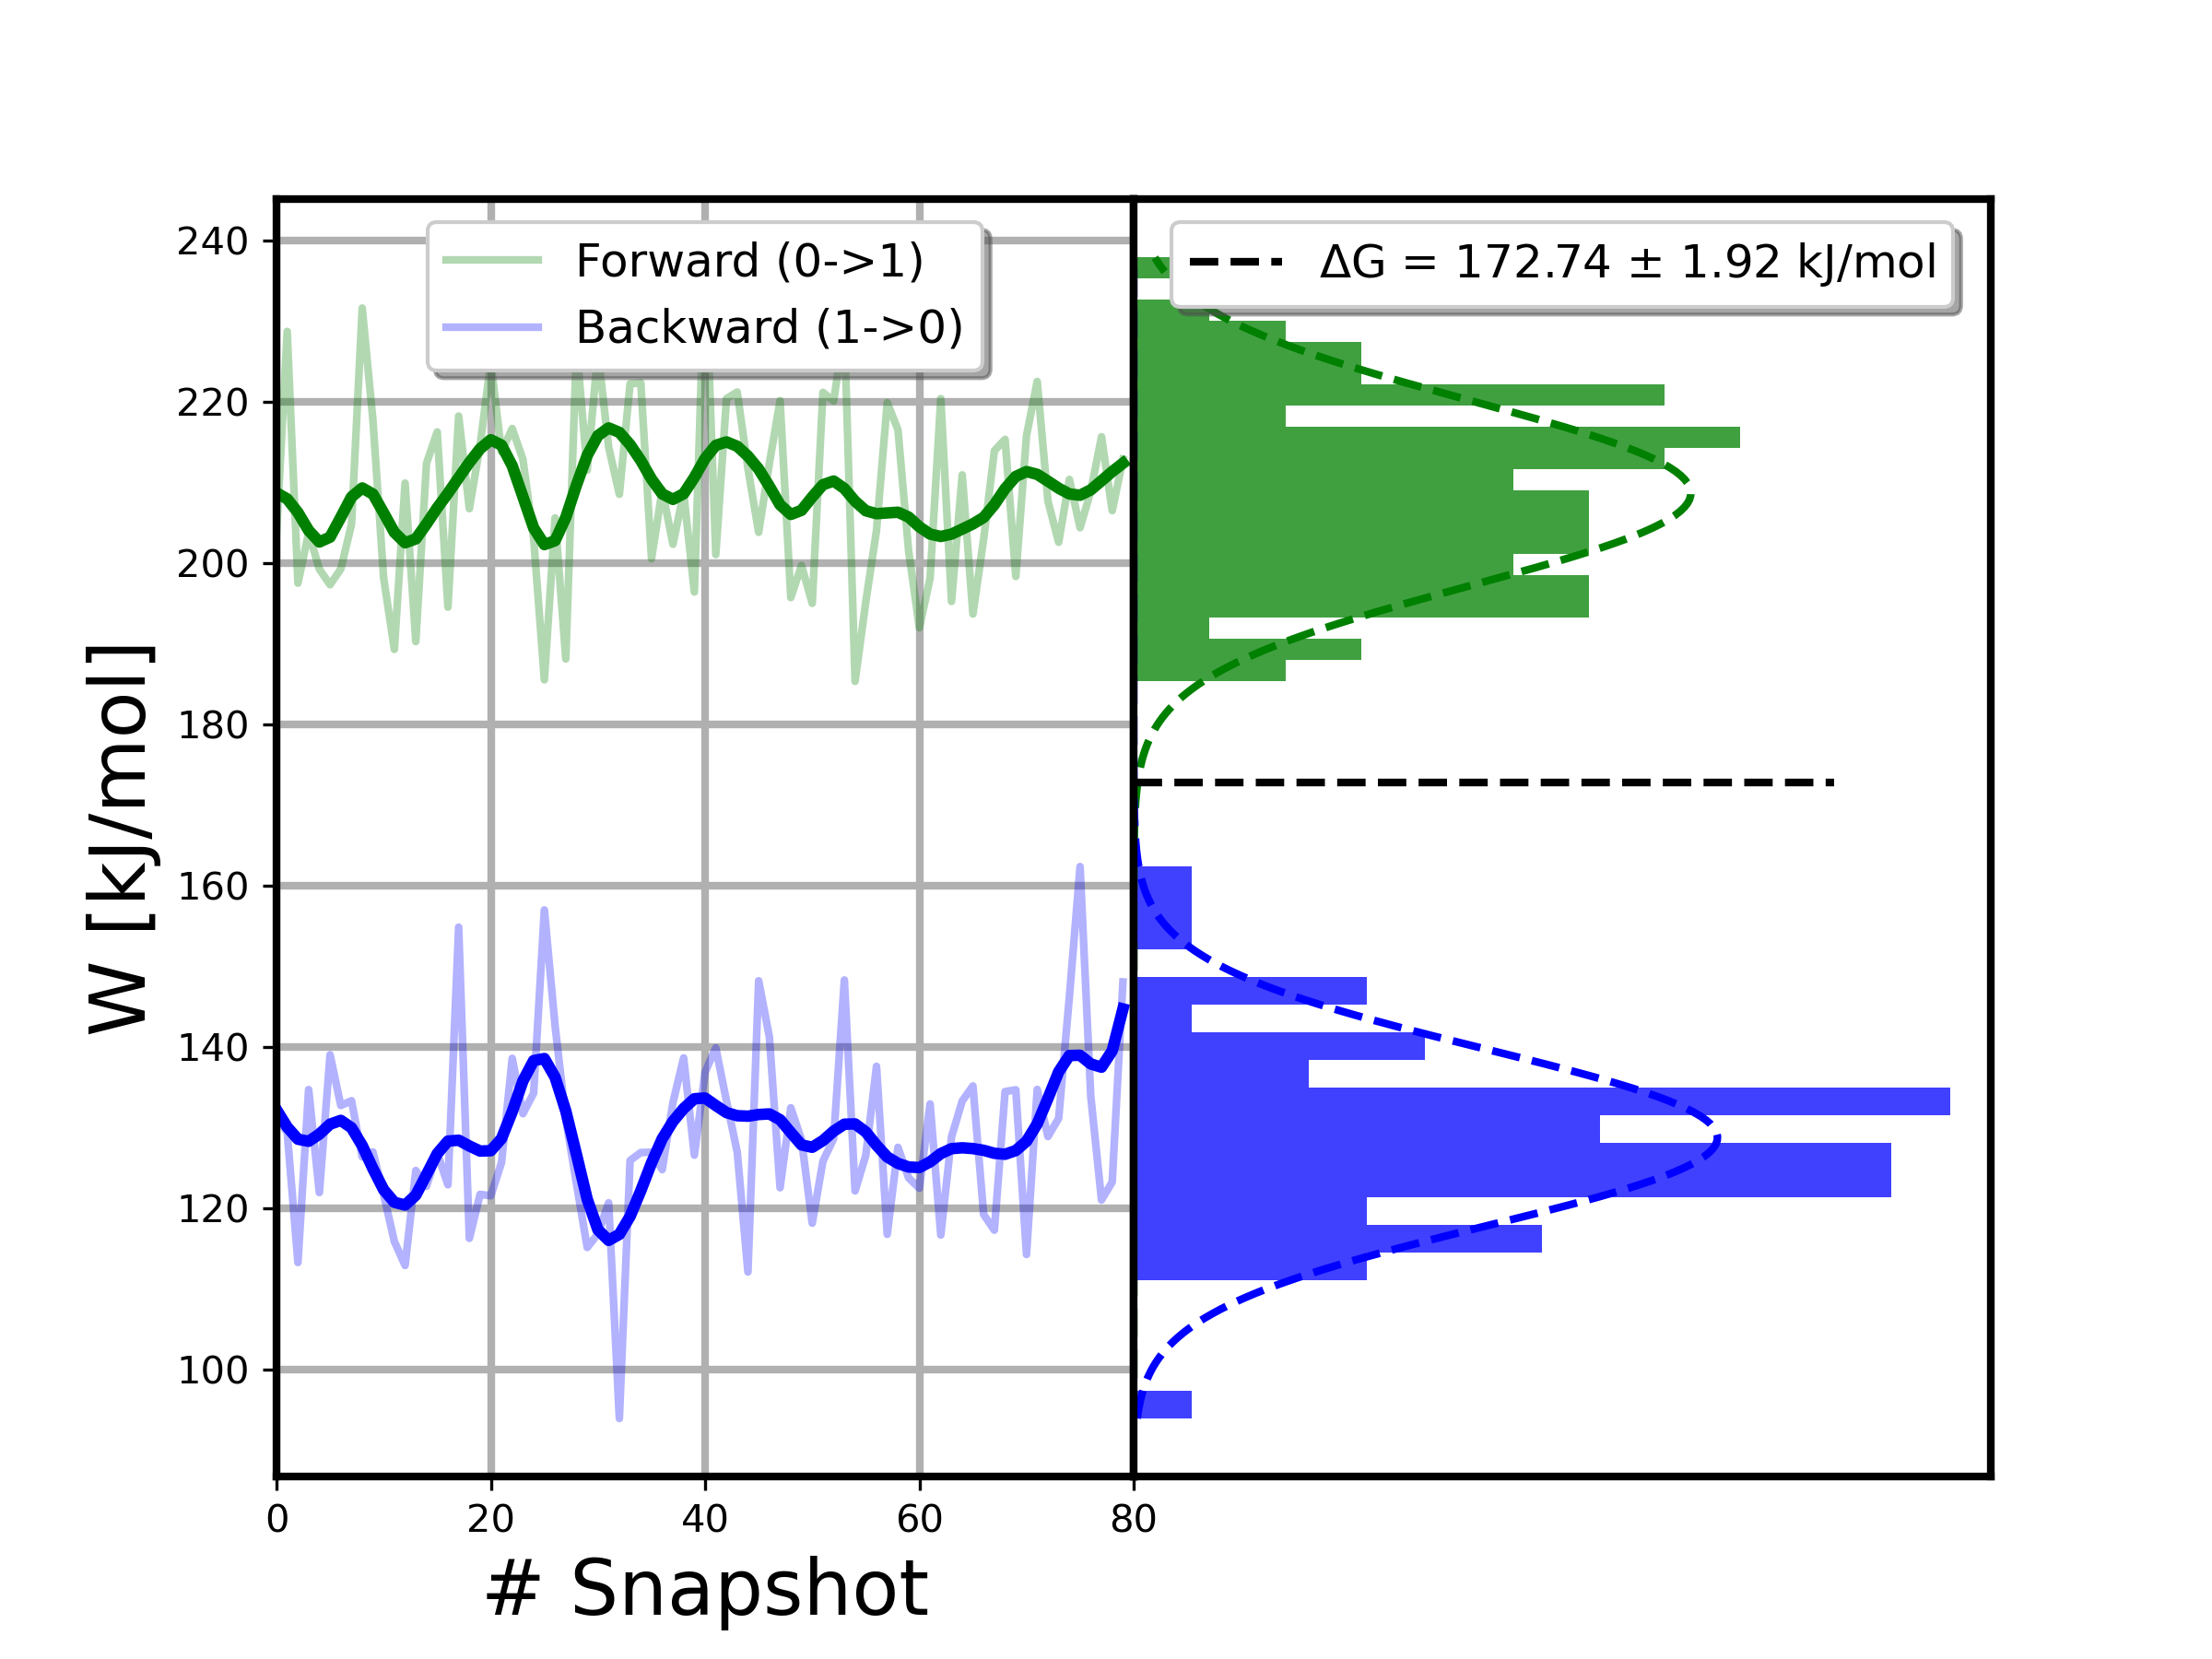 Forward (0->1)
Backward (1->0)
ΔG = 172.74 ± 1.92 kJ/mol
240
220
200
180
160
140
120
100
W [kJ/mol]
0 20 40 60 80
# Snapshot